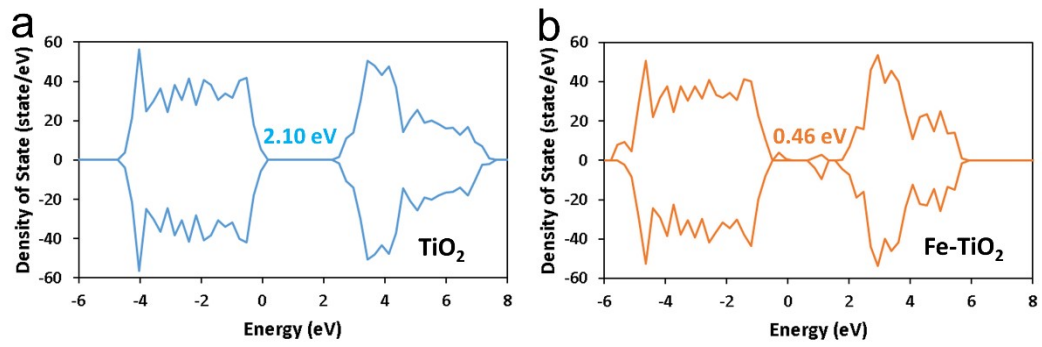 a
Density of State (state/eV)
60
40
20
0
-20
-40
-60
2.10 eV
TiO₂
-6 -4 -2 0 2 4 6 8
Energy (eV)
b
Density of State (state/eV)
60
40
20
0
-20
-40
-60
0.46 eV
Fe-TiO₂
-6 -4 -2 0 2 4 6 8
Energy (eV)